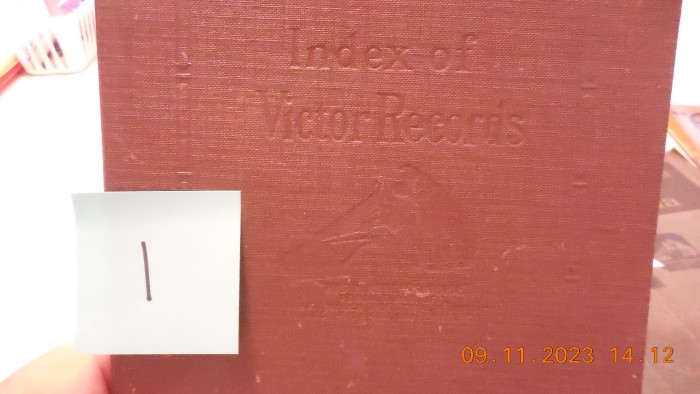 Index of
Victor Records
1
09.11.2023 14:12